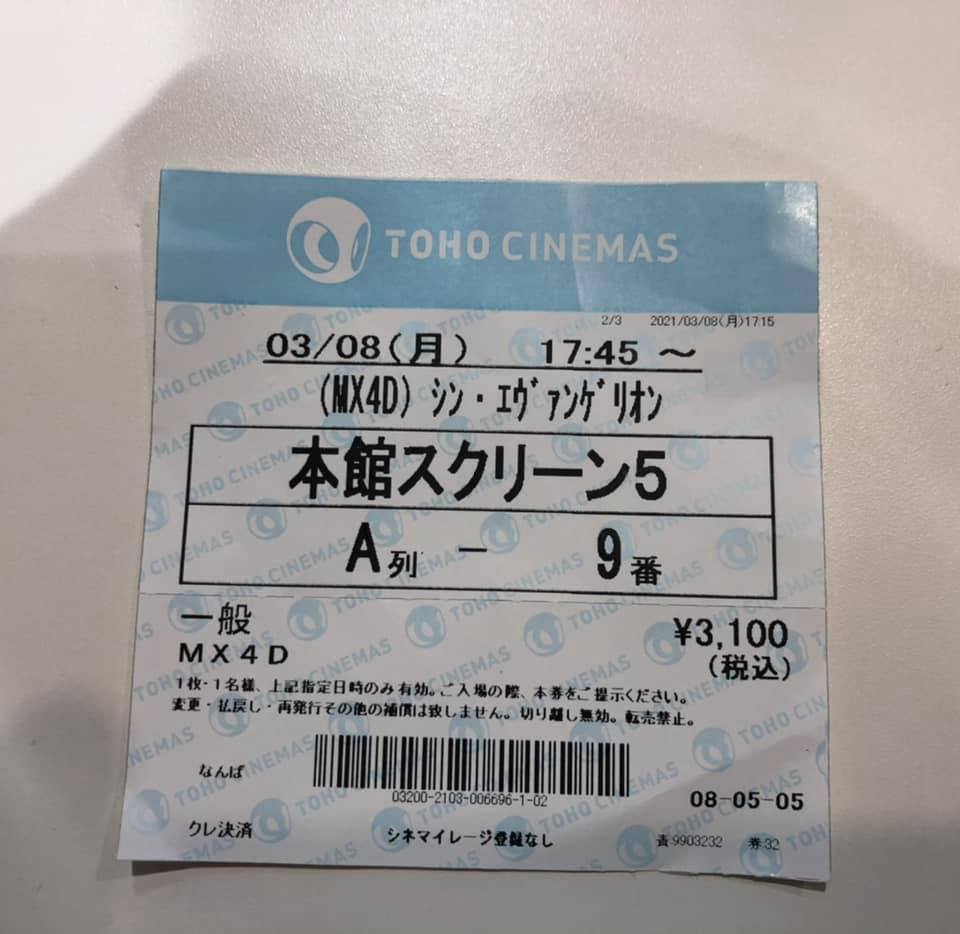 TOHO CINEMAS
2/3 2021/03/08(月)17:15
03/08(月) 17:45 ～
(MX4D) ｼﾝ・ｴｳﾞｧﾝｹﾞﾘｵﾝ
本館スクリーン5
A列 － 9番
一般 ¥3,100
MX4D (税込)
1枚・1名様、上記指定日時のみ有効。ご入場の際、本券をご提示ください。
変更・払戻し・再発行その他の補償は致しません。切り離し無効。転売禁止。
なんば
03200-2103-006696-1-02
08-05-05
クレ決済 シネマイレージ登録なし 責9903232 券32